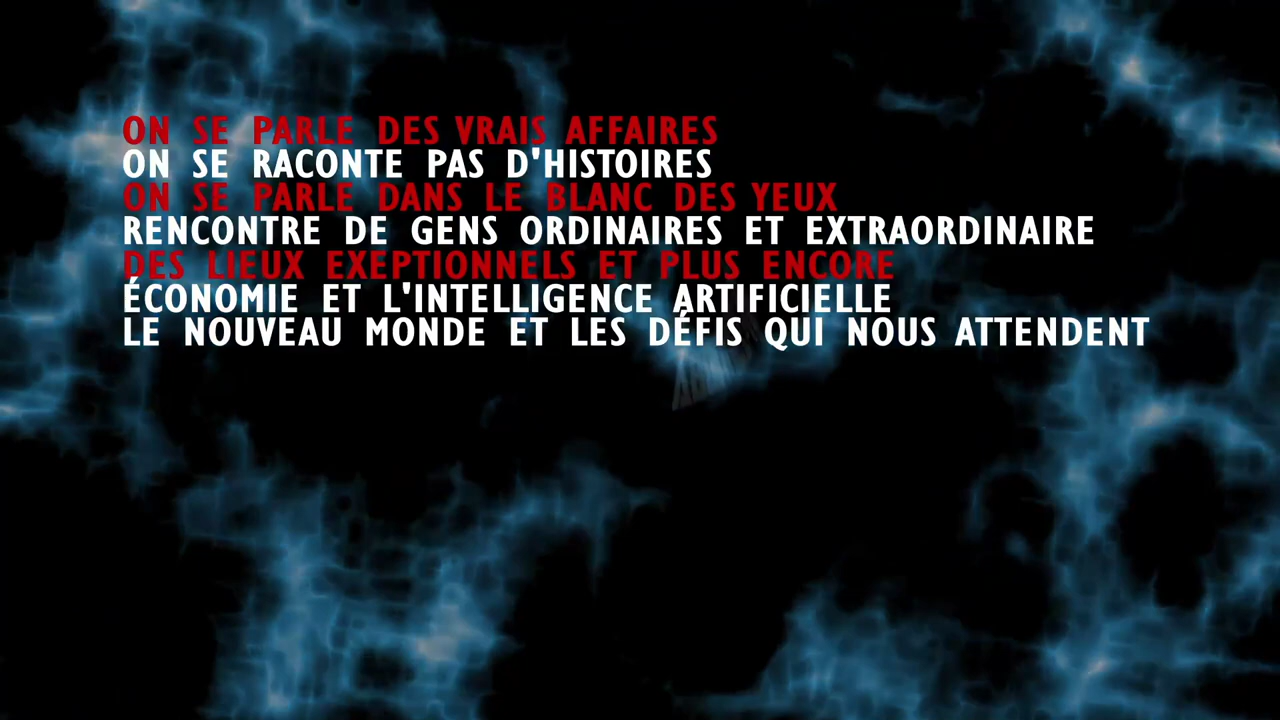 ON SE PARLE DES VRAIS AFFAIRES
ON SE RACONTE PAS D'HISTOIRES
ON SE PARLE DANS LE BLANC DES YEUX
RENCONTRE DE GENS ORDINAIRES ET EXTRAORDINAIRE
DES LIEUX EXEPTIONNELS ET PLUS ENCORE
ÉCONOMIE ET L'INTELLIGENCE ARTIFICIELLE
LE NOUVEAU MONDE ET LES DÉFIS QUI NOUS ATTENDENT